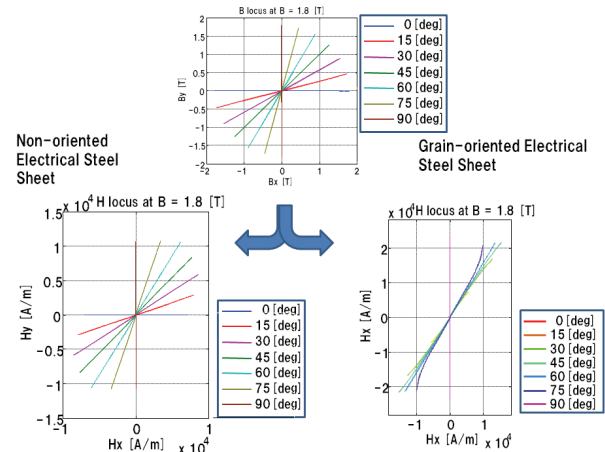 B locus at B = 1.8 [T]
2
1.5
1
0.5
0
-0.5
-1
-1.5
-2
By [T]
-2 -1 0 1 2
Bx [T]
0 [deg]
15 [deg]
30 [deg]
45 [deg]
60 [deg]
75 [deg]
90 [deg]
Non-oriented
Electrical Steel
Sheet
Grain-oriented Electrical
Steel Sheet
x 10^4 H locus at B = 1.8 [T]
1.5
1
0.5
0
-0.5
-1
-1.5
Hy [A/m]
-1 0 1
Hx [A/m] x 10^4
0 [deg]
15 [deg]
30 [deg]
45 [deg]
60 [deg]
75 [deg]
90 [deg]
x 10^4 H locus at B = 1.8 [T]
2
1
0
-1
-2
Hx [A/m]
-1 0 1
Hx [A/m] x 10^4
0 [deg]
15 [deg]
30 [deg]
45 [deg]
60 [deg]
75 [deg]
90 [deg]